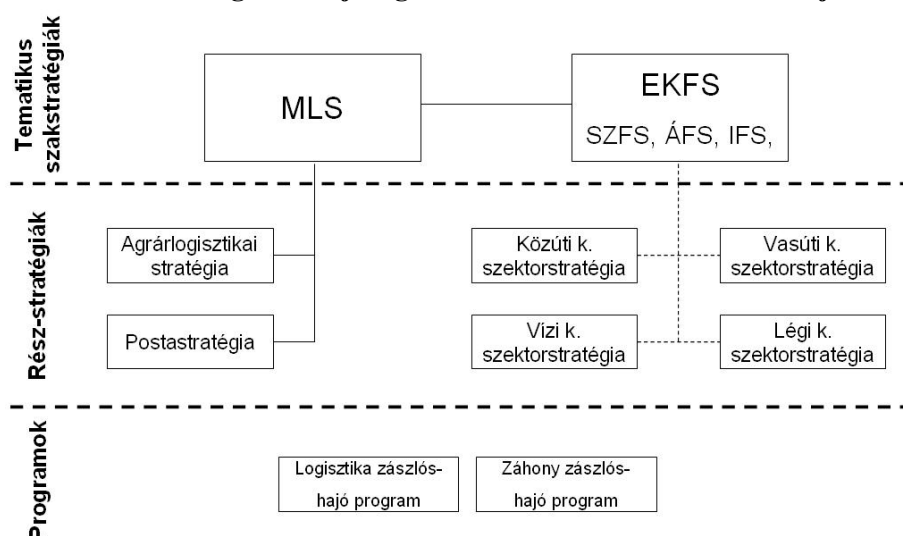 Tematikus
szakstratégiák
MLS
EKFS
SZFS, ÁFS, IFS,
Rész-stratégiák
Agrárlogisztikai
stratégia
Postastratégia
Közúti k.
szektorstratégia
Vasúti k.
szektorstratégia
Vízi k.
szektorstratégia
Légi k.
szektorstratégia
Programok
Logisztika zászlós-
hajó program
Záhony zászlós-
hajó program